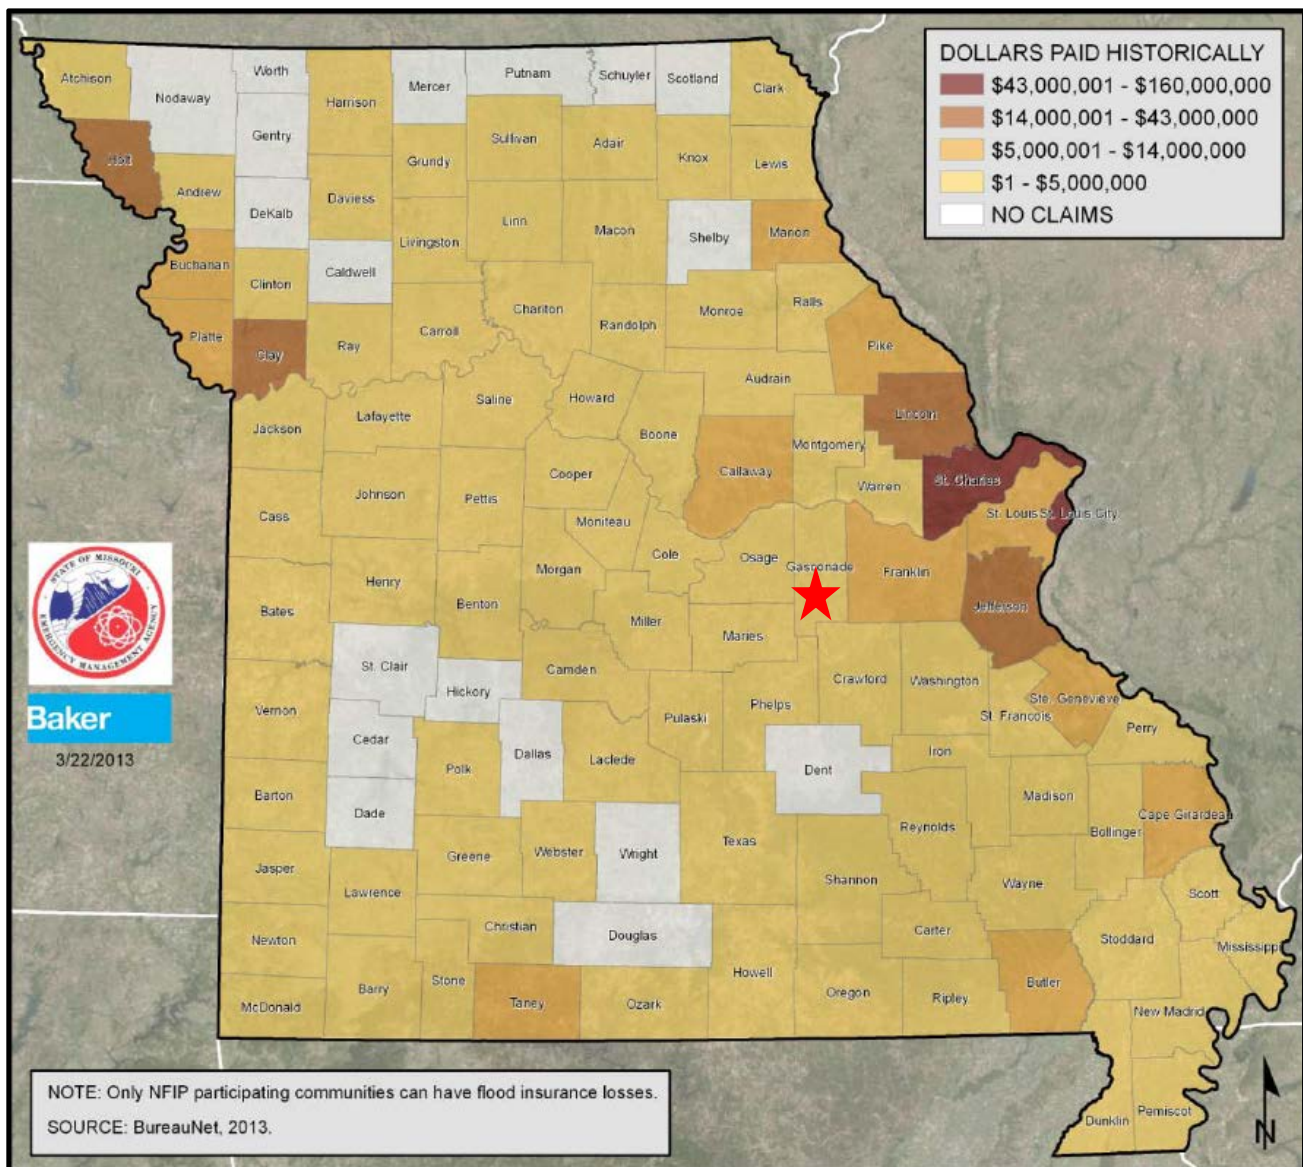 DOLLARS PAID HISTORICALLY
$43,000,001 - $160,000,000
$14,000,001 - $43,000,000
$5,000,001 - $14,000,000
$1 - $5,000,000
NO CLAIMS
Atchison
Nodaway
Worth
Harrison
Mercer
Putnam
Schuyler
Scotland
Clark
Holt
Gentry
Sullivan
Adair
Knox
Lewis
Grundy
Andrew
DeKalb
Daviess
Livingston
Linn
Macon
Shelby
Marion
Buchanan
Clinton
Caldwell
Chariton
Randolph
Monroe
Ralls
Platte
Clay
Ray
Carroll
Pike
Audrain
Jackson
Lafayette
Saline
Howard
Boone
Callaway
Montgomery
Lincoln
Warren
St. Charles
St. Louis
St. Louis City
Cass
Johnson
Pettis
Cooper
Moniteau
Cole
Osage
Gasconade
Franklin
Jefferson
Bates
Henry
Benton
Morgan
Miller
Maries
St. Clair
Hickory
Camden
Pulaski
Phelps
Crawford
Washington
St. Francois
Ste. Genevieve
Perry
Vernon
Cedar
Polk
Dallas
Laclede
Dent
Iron
Madison
Bollinger
Cape Girardeau
Barton
Dade
Greene
Webster
Wright
Texas
Reynolds
Shannon
Wayne
Scott
Jasper
Lawrence
Christian
Douglas
Carter
Stoddard
Mississippi
Newton
McDonald
Barry
Stone
Taney
Ozark
Howell
Oregon
Ripley
Butler
New Madrid
Dunklin
Pemiscot
STATE OF MISSOURI
EMERGENCY MANAGEMENT AGENCY
Baker
3/22/2013
NOTE: Only NFIP participating communities can have flood insurance losses.
SOURCE: BureauNet, 2013.
N